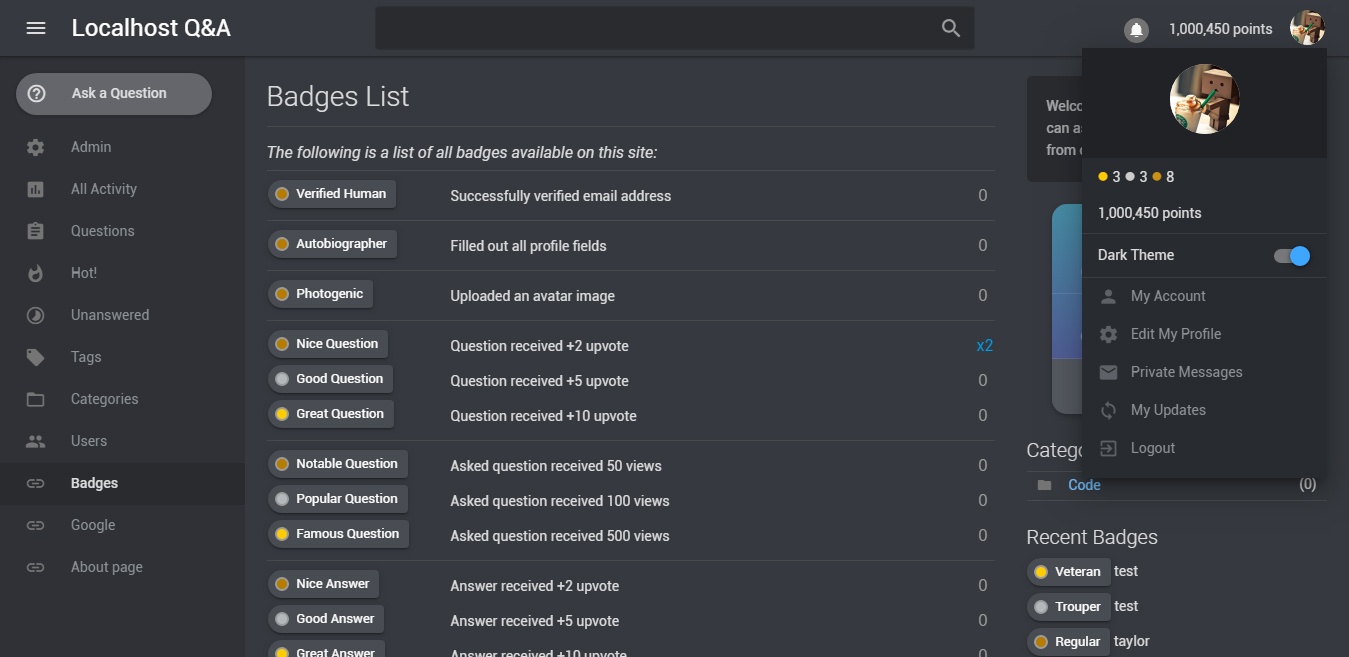 Localhost Q&A
1,000,450 points
Ask a Question
Admin
All Activity
Questions
Hot!
Unanswered
Tags
Categories
Users
Badges
Google
About page
Badges List
The following is a list of all badges available on this site:
Verified Human Successfully verified email address 0
Autobiographer Filled out all profile fields 0
Photogenic Uploaded an avatar image 0
Nice Question Question received +2 upvote x2
Good Question Question received +5 upvote 0
Great Question Question received +10 upvote 0
Notable Question Asked question received 50 views 0
Popular Question Asked question received 100 views 0
Famous Question Asked question received 500 views 0
Nice Answer Answer received +2 upvote 0
Good Answer Answer received +5 upvote 0
Great Answer Answer received +10 upvote 0
Welco
can a
from
3 3 8
1,000,450 points
Dark Theme
My Account
Edit My Profile
Private Messages
My Updates
Logout
Catego
Code (0)
Recent Badges
Veteran test
Trouper test
Regular taylor